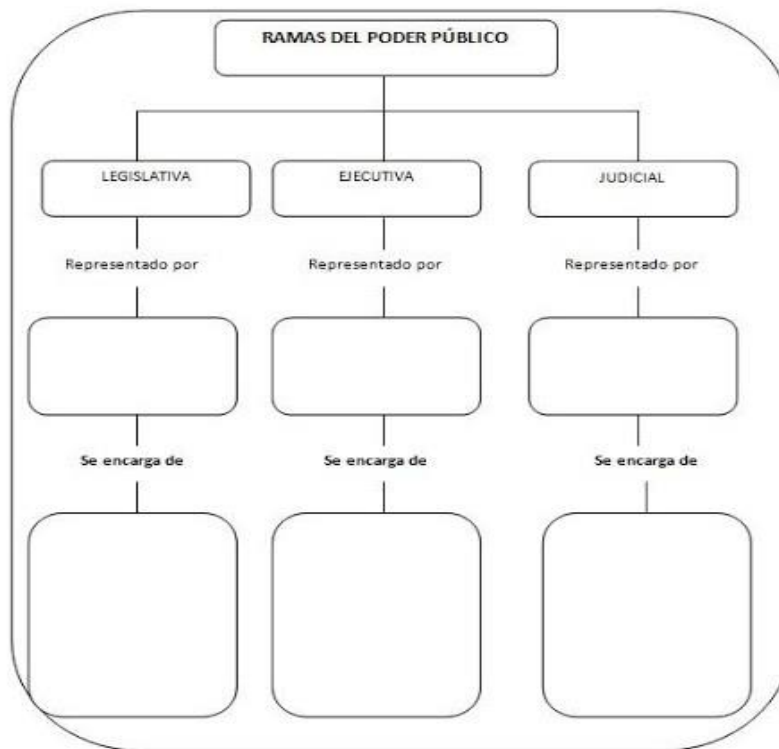 RAMAS DEL PODER PÚBLICO
LEGISLATIVA
EJECUTIVA
JUDICIAL
Representado por
Representado por
Representado por
Se encarga de
Se encarga de
Se encarga de